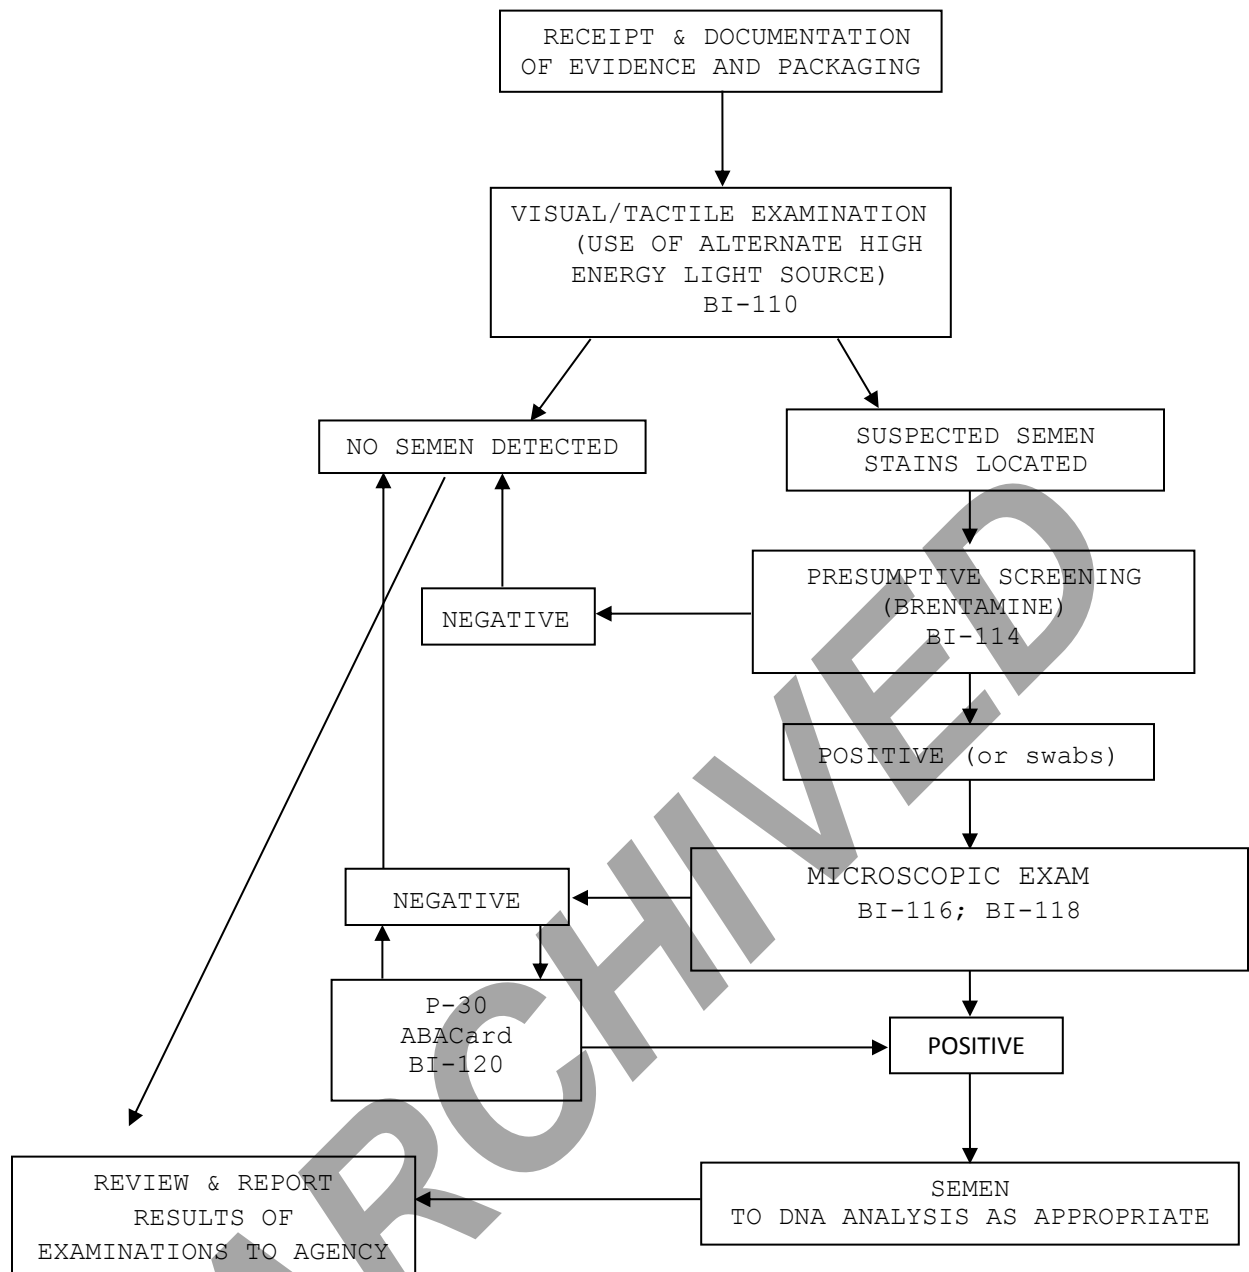 RECEIPT & DOCUMENTATION
OF EVIDENCE AND PACKAGING
VISUAL/TACTILE EXAMINATION
(USE OF ALTERNATE HIGH
ENERGY LIGHT SOURCE)
BI-110
NO SEMEN DETECTED
SUSPECTED SEMEN
STAINS LOCATED
PRESUMPTIVE SCREENING
(BRENTAMINE)
BI-114
NEGATIVE
POSITIVE (or swabs)
MICROSCOPIC EXAM
BI-116; BI-118
NEGATIVE
P-30
ABACard
BI-120
POSITIVE
SEMEN
TO DNA ANALYSIS AS APPROPRIATE
REVIEW & REPORT
RESULTS OF
EXAMINATIONS TO AGENCY
ARCHIVED